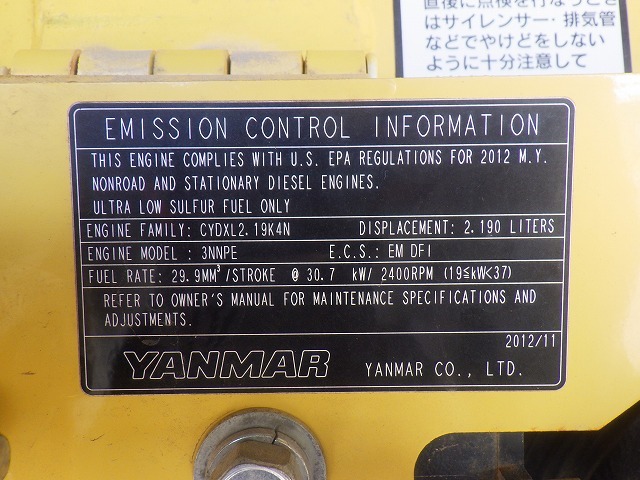 直後に点検を行なうとき
はサイレンサー・排気管
などでやけどをしない
ように十分注意して
EMISSION CONTROL INFORMATION
THIS ENGINE COMPLIES WITH U.S. EPA REGULATIONS FOR 2012 M.Y.
NONROAD AND STATIONARY DIESEL ENGINES.
ULTRA LOW SULFUR FUEL ONLY
ENGINE FAMILY: CYDXL2.19K4N DISPLACEMENT: 2.190 LITERS
ENGINE MODEL : 3NNPE E.C.S.: EM DFI
FUEL RATE: 29.9MM³/STROKE @ 30.7 kW/ 2400RPM (19≦kW<37)
REFER TO OWNER'S MANUAL FOR MAINTENANCE SPECIFICATIONS AND
ADJUSTMENTS.
2012/11
YANMAR YANMAR CO., LTD.